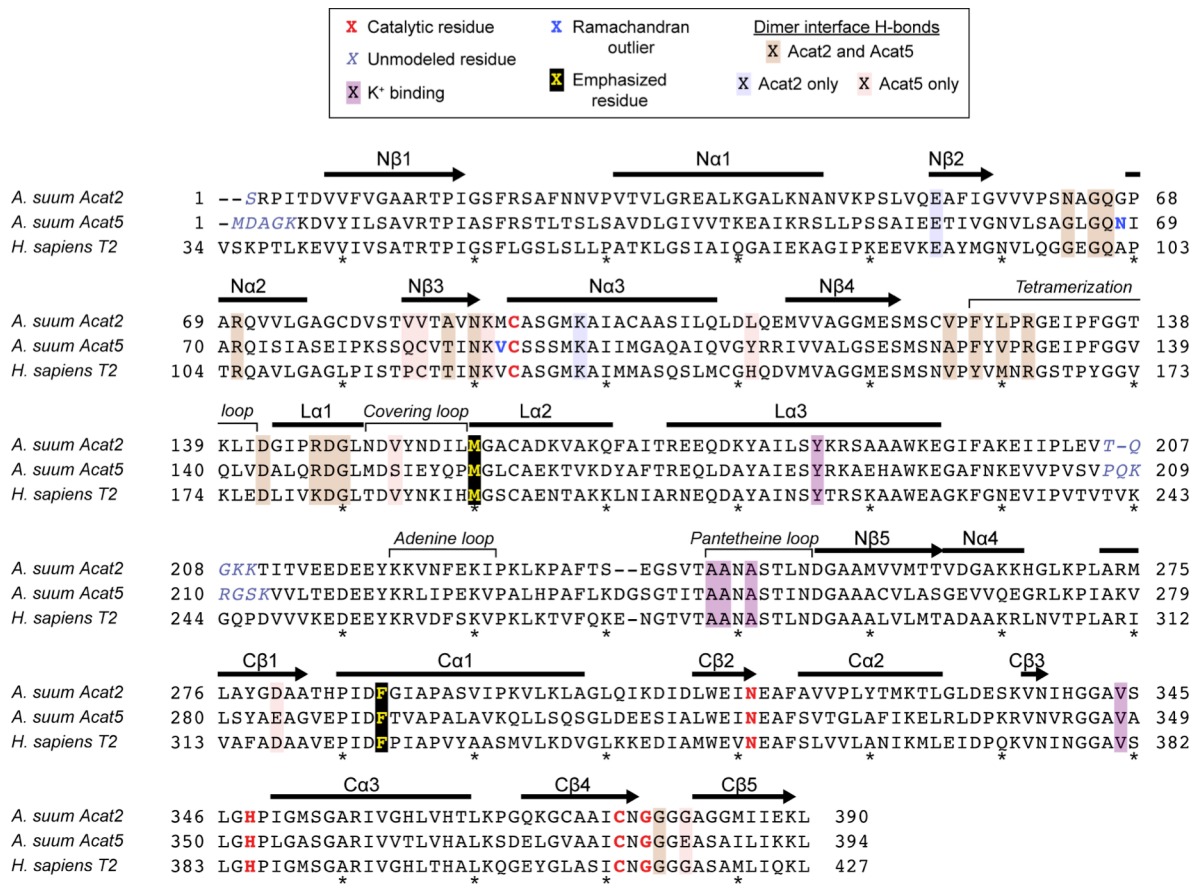 X Catalytic residue X Ramachandran outlier Dimer interface H-bonds
X Unmodeled residue X Acat2 and Acat5
X K⁺ binding X Emphasized residue X Acat2 only X Acat5 only
Nβ1 Nα1 Nβ2
A. suum Acat2 1 --SRPITDVVFVGAARTPIGSFRSAFNNVPVTVLGREALKGALKNANVKPSLVQEAFIGVVVPSNAGQGP 68
A. suum Acat5 1 -MDAGKKDVYILSAVRTPIASFRSTLTSLSAVDLGIVVTKEAIKRSLLPSSAIEETIVGNVLSAGLGQNI 69
H. sapiens T2 34 VSKPTLKEVVIVSATRTPIGSFLGSLSLLPATKLGSIAIQGAIEKAGIPKEEVKEAYMGNVLQGGEGQAP 103
* * * * * * *
Nα2 Nβ3 Nα3 Nβ4 Tetramerization
A. suum Acat2 69 ARQVVLGAGCDVSTVVTAVNKMCASGMKAIACAASILQLDLQEMVVAGGMESMSCVPFYLPRGEIPFGGT 138
A. suum Acat5 70 ARQISIASEIPKSSQCVTINKVCSSSMKAIIMGAQAIQVGYRRIVVALGSESMSNAPFYVPRGEIPFGGV 139
H. sapiens T2 104 TRQAVLGAGLPISTPCTTINKVCASGMKAIMMASQSLMCGHQDVMVAGGMESMSNVPYVMNRGSTPYGGV 173
* * * * * * *
loop Lα1 Covering loop Lα2 Lα3
A. suum Acat2 139 KLIDGIPRDGLNDVYNDILMGACADKVAKQFAITREEQDKYAILSYKRSAAAWKEGIFAKEIIPLEVT-Q 207
A. suum Acat5 140 QLVDALQRDGLMDSIEYQPMGLCAEKTVKDYAFTREQLDAYAIESYRKAEHAWKEGAFNKEVVPVSVPQK 209
H. sapiens T2 174 KLEDLIVKDGLTDVYNKIHMGSCAENTAKKLNIARNEQDAYAINSYTRSKAAWEAGKFGNEVIPVTVTVK 243
* * * * * * *
Adenine loop Pantetheine loop Nβ5 Nα4
A. suum Acat2 208 GKKTITVEEDEEYKKVNFEKIPKLKPAFTS--EGSVTAANASTLNDGAAMVVMTTVDGAKKHGLKPLARM 275
A. suum Acat5 210 RGSKVVLTEDEEYKRLIPEKVPALHPAFLKDGSGTITAANASTINDGAAACVLASGEVVQEGRLKPIAKV 279
H. sapiens T2 244 GQPDVVVKEDEEYKRVDFSKVPKLKTVFQKE-NGTVTAANASTLNDGAAALVLMTADAAKRLNVTPLARI 312
* * * * * * *
Cβ1 Cα1 Cβ2 Cα2 Cβ3
A. suum Acat2 276 LAYGDAATHPIDFGIAPASVIPKVLKLAGLQIKDIDLWEINEAFAVVPLYTMKTLGLDESKVNIHGGAVS 345
A. suum Acat5 280 LSYAEAGVEPIDFTVAPALAVKQLLSQSGLDEESIALWEINEAFSVTGLAFIKELRLDPKRVNVRGGAVA 349
H. sapiens T2 313 VAFADAAVEPIDFPIAPVYAASMVLKDVGLKKEDIAMWEVNEAFSLVVLANIKMLEIDPQKVNINGGAVS 382
* * * * * * *
Cα3 Cβ4 Cβ5
A. suum Acat2 346 LGHPIGMSGARIVGHLVHTLKPGQKGCAAICNGGGGAGGMIIEKL 390
A. suum Acat5 350 LGHPLGASGARIVVTLVHALKSDELGVAAICNGGGEASAILIKKL 394
H. sapiens T2 383 LGHPIGMSGARIVGHLTHALKQGEYGLASICNGGGGASAMLIQKL 427
* * * *